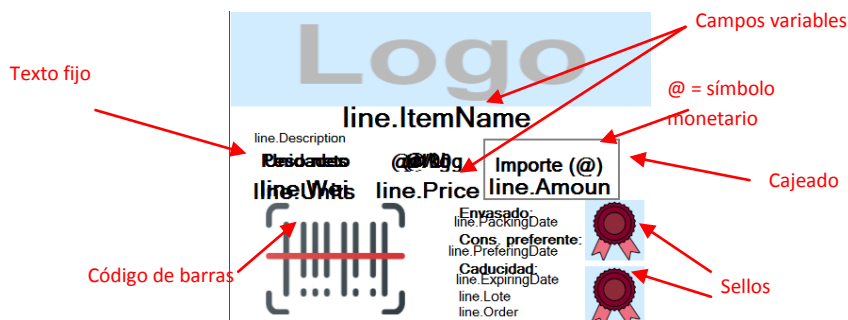 Campos variables
Logo
Texto fijo
@ = símbolo
monetario
line.ItemName
line.Description
Importe (@)
line.Price
line.Amoun
Cajeado
Envasado:
line.PackingDate
Cons. preferente:
line.PreferingDate
Caducidad:
line.ExpiringDate
line.Lote
line.Order
Código de barras
Sellos